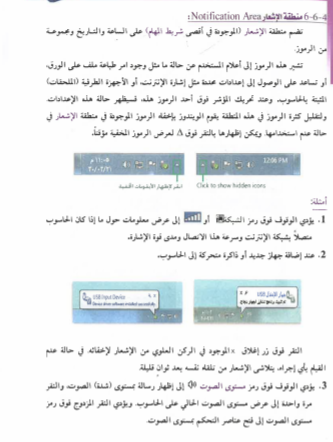 6-6-4 منطقة الإشعار Notification Area:
تضم منطقة الإشعار (الموجودة في أقصى شريط المهام) على الساعة والتاريخ ومجموعة
من الرموز.
تشير هذه الرموز إلى أعلام المستخدم عن حالة ما مثل وجود امر طباعة ملف على الورق،
أو تساعد على الوصول إلى إعدادات محددة مثل إشارة الإنترنت، أو الأجهزة الطرفية (الملحقات)
المثبتة بالحاسوب، وعند تحريك المؤشر فوق أحد الرموز هذه، فسيظهر حالة هذه الإعدادات.
ولتقليل كثرة الرموز في هذه المنطقة يقوم الويندوز بإخفاء الرموز الموجودة في منطقة الإشعار في
حالة عدم استخدامها. ويمكن إظهارها بالنقر فوق لعرض الرموز المخفية مؤقتاً.
12:06 PM
انقر لإظهار الأيقونات المخفية
Click to show hidden icons
أمثلة:
1. يؤدي الوقوف فوق رمز الشبكة أو إلى عرض معلومات حول ما إذا كان الحاسوب
متصلاً بشبكة الإنترنت وسرعة هذا الاتصال ومدى قوة الإشارة.
2. عند إضافة جهاز جديد أو ذاكرة متحركة إلى الحاسوب.
USB Input Device
النقر فوق زر إغلاق × الموجود في الركن العلوي من الإشعار لإخفائه. في حالة عدم
القيام بأي إجراء، يتلاشى الإشعار من تلقاء نفسه بعد ثوانٍ قليلة.
3. يؤدي الوقوف فوق رمز مستوى الصوت إلى إظهار رسالة بمستوى (شدة) الصوت، والنقر
مرة واحدة إلى عرض مستوى الصوت الحالي على الحاسوب. ويؤدي النقر المزدوج فوق رمز
مستوى الصوت إلى فتح عناصر التحكم بمستوى الصوت.